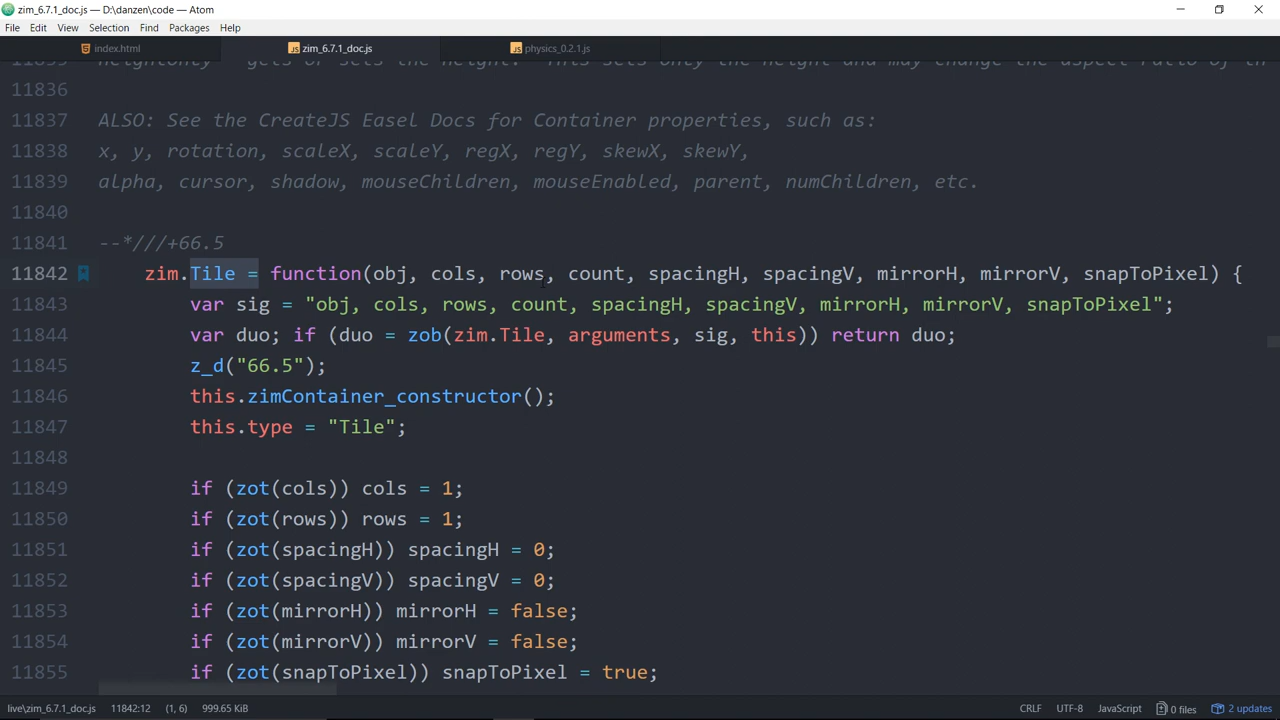 zim_6.7.1_doc.js — D:\danzen\code — Atom
File Edit View Selection Find Packages Help
index.html zim_6.7.1_doc.js physics_0.2.1.js
11836
11837 ALSO: See the CreateJS Easel Docs for Container properties, such as:
11838 x, y, rotation, scaleX, scaleY, regX, regY, skewX, skewY,
11839 alpha, cursor, shadow, mouseChildren, mouseEnabled, parent, numChildren, etc.
11840
11841 --*///+66.5
11842 zim.Tile = function(obj, cols, rows, count, spacingH, spacingV, mirrorH, mirrorV, snapToPixel) {
11843 var sig = "obj, cols, rows, count, spacingH, spacingV, mirrorH, mirrorV, snapToPixel";
11844 var duo; if (duo = zob(zim.Tile, arguments, sig, this)) return duo;
11845 z_d("66.5");
11846 this.zimContainer_constructor();
11847 this.type = "Tile";
11848
11849 if (zot(cols)) cols = 1;
11850 if (zot(rows)) rows = 1;
11851 if (zot(spacingH)) spacingH = 0;
11852 if (zot(spacingV)) spacingV = 0;
11853 if (zot(mirrorH)) mirrorH = false;
11854 if (zot(mirrorV)) mirrorV = false;
11855 if (zot(snapToPixel)) snapToPixel = true;
live\zim_6.7.1_doc.js 11842:12 (1, 6) 999.65 KiB CRLF UTF-8 JavaScript 0 files 2 updates